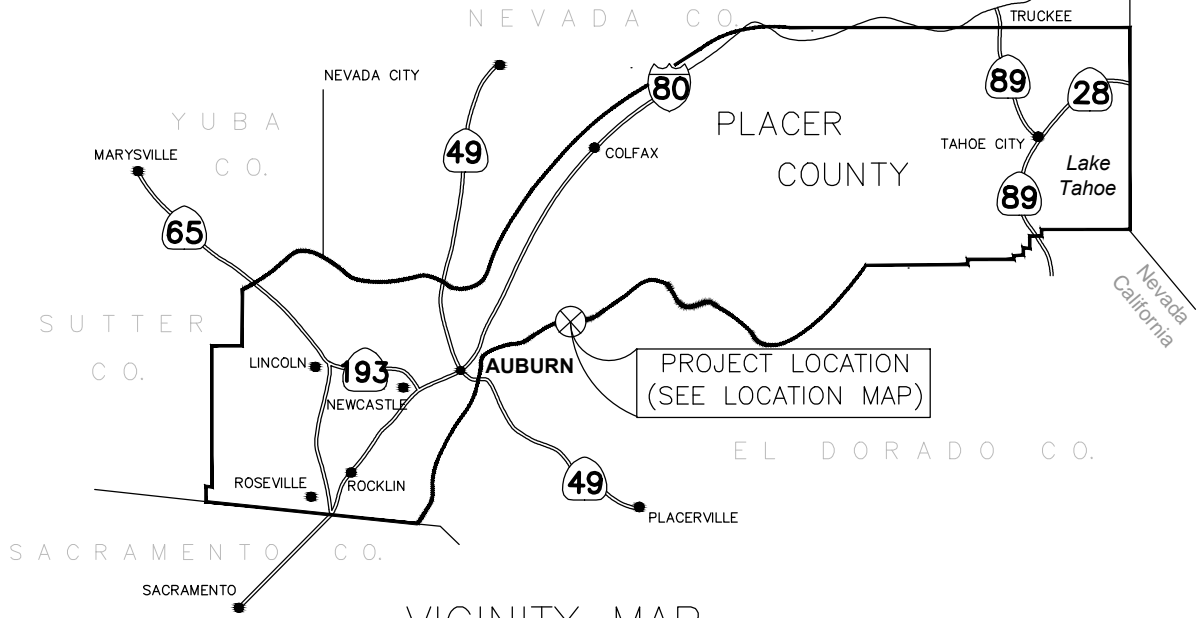 NEVADA CO.
TRUCKEE
NEVADA CITY
80
89
28
YUBA
CO.
PLACER
COUNTY
49
COLFAX
TAHOE CITY
MARYSVILLE
Lake
Tahoe
89
65
Nevada
California
SUTTER
CO.
LINCOLN
193
NEWCASTLE
AUBURN
PROJECT LOCATION
(SEE LOCATION MAP)
EL DORADO CO.
ROSEVILLE
ROCKLIN
49
PLACERVILLE
SACRAMENTO CO.
SACRAMENTO
VICINITY MAP